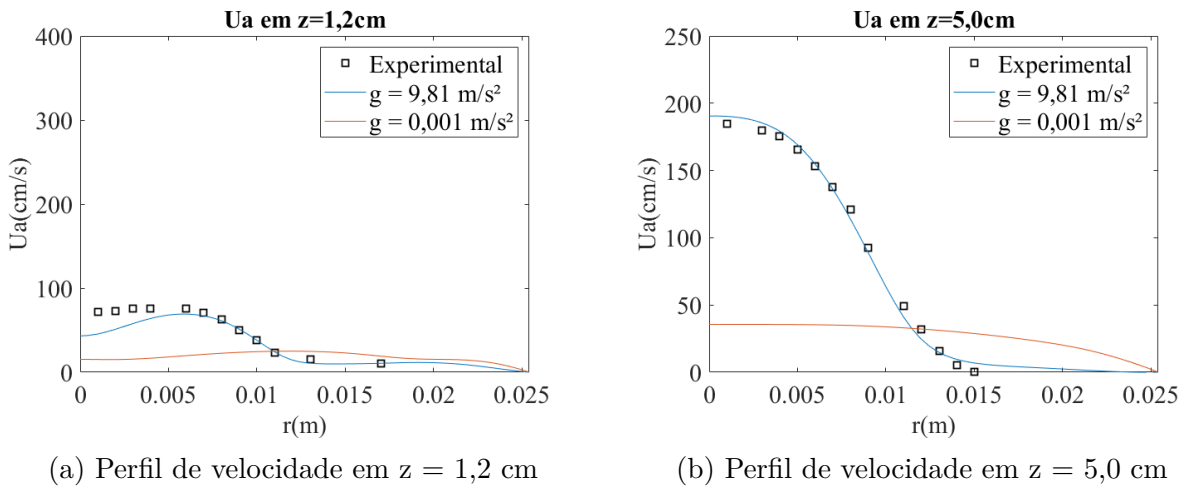 Ua em z=1,2cm
400
300
200
100
0
Ua(cm/s)
0
0.005
0.01
0.015
0.02
0.025
r(m)
Experimental
g = 9,81 m/s²
g = 0,001 m/s²
(a) Perfil de velocidade em z = 1,2 cm
Ua em z=5,0cm
250
200
150
100
50
0
Ua(cm/s)
0
0.005
0.01
0.015
0.02
0.025
r(m)
Experimental
g = 9,81 m/s²
g = 0,001 m/s²
(b) Perfil de velocidade em z = 5,0 cm